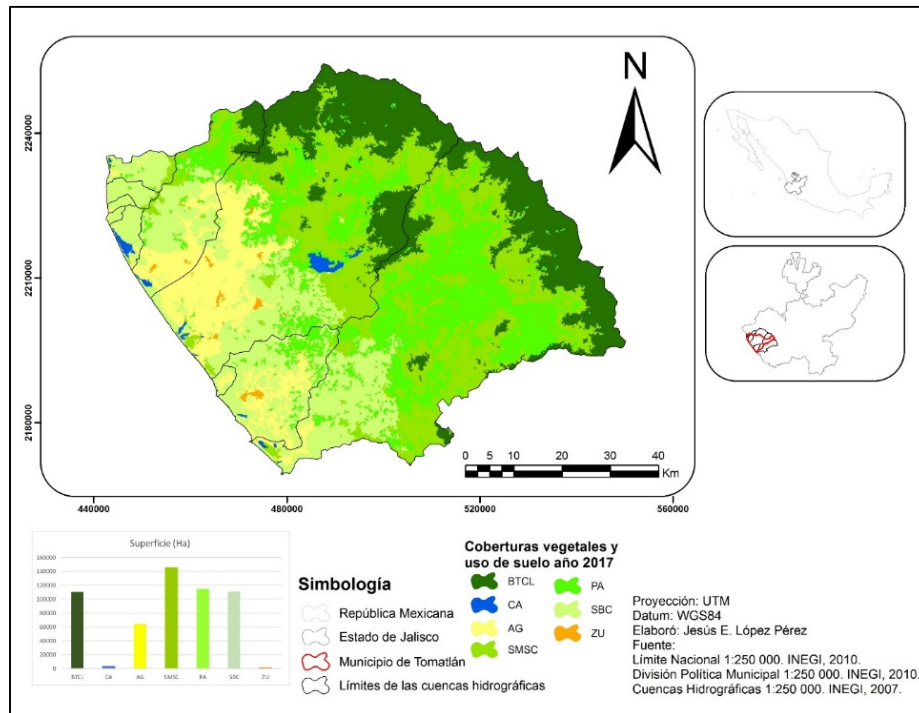 N
2240000
2210000
2180000
0 5 10 20 30 40
Km
440000 480000 520000 560000
Superficie (Ha)
160000
140000
120000
100000
80000
60000
40000
20000
0
BTCL CA AG SMSC PA SBC ZU
Simbología
República Mexicana
Estado de Jalisco
Municipio de Tomatlán
Límites de las cuencas hidrográficas
Coberturas vegetales y
uso de suelo año 2017
BTCL
CA
AG
SMSC
PA
SBC
ZU
Proyección: UTM
Datum: WGS84
Elaboró: Jesús E. López Pérez
Fuente:
Límite Nacional 1:250 000. INEGI, 2010.
División Política Municipal 1:250 000. INEGI, 2010.
Cuencas Hidrográficas 1:250 000. INEGI, 2007.